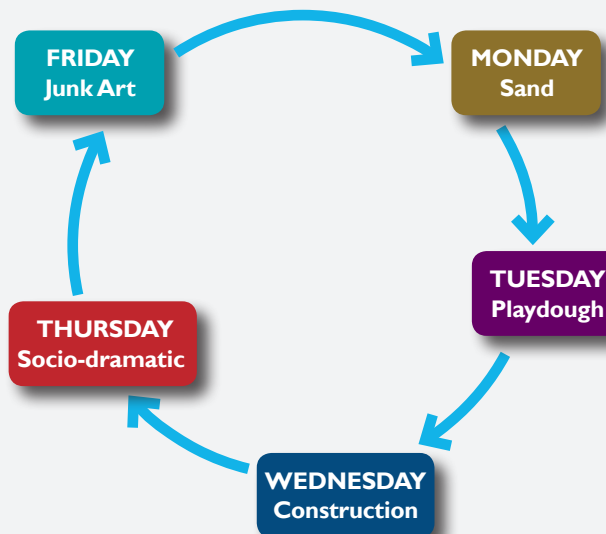 FRIDAY
Junk Art
MONDAY
Sand
TUESDAY
Playdough
THURSDAY
Socio-dramatic
WEDNESDAY
Construction